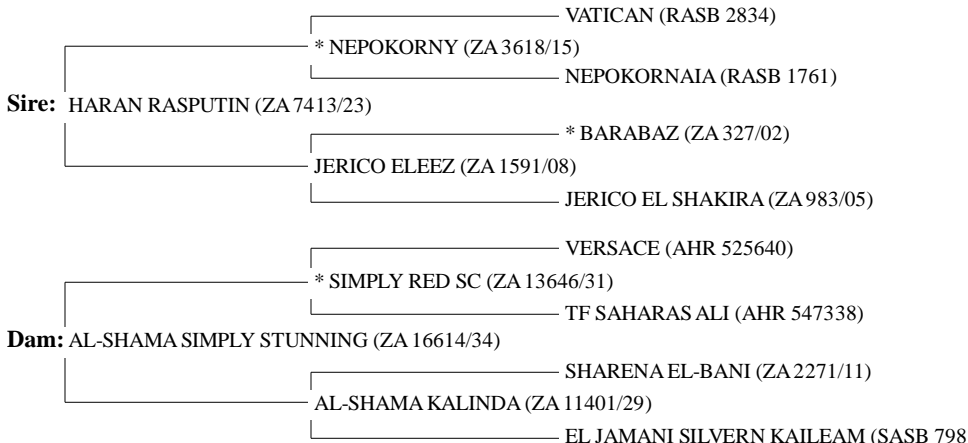 VATICAN (RASB 2834)
* NEPOKORNY (ZA 3618/15)
NEPOKORNAIA (RASB 1761)
Sire: HARAN RASPUTIN (ZA 7413/23)
* BARABAZ (ZA 327/02)
JERICO ELEEZ (ZA 1591/08)
JERICO EL SHAKIRA (ZA 983/05)
VERSACE (AHR 525640)
* SIMPLY RED SC (ZA 13646/31)
TF SAHARAS ALI (AHR 547338)
Dam: AL-SHAMA SIMPLY STUNNING (ZA 16614/34)
SHARENA EL-BANI (ZA 2271/11)
AL-SHAMA KALINDA (ZA 11401/29)
EL JAMANI SILVERN KAILEAM (SASB 798